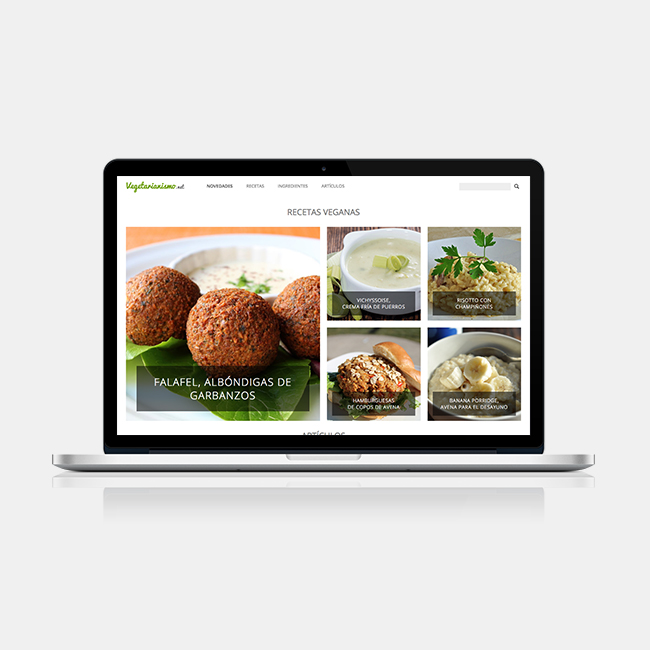 Vegetarianismo.net
NOVEDADES RECETAS INGREDIENTES ARTÍCULOS
RECETAS VEGANAS
FALAFEL, ALBÓNDIGAS DE
GARBANZOS
VICHYSSOISE,
CREMA FRÍA DE PUERROS
RISOTTO CON
CHAMPIÑONES
HAMBURGUESAS
DE COPOS DE AVENA
BANANA PORRIDGE,
AVENA PARA EL DESAYUNO
ARTÍCULOS